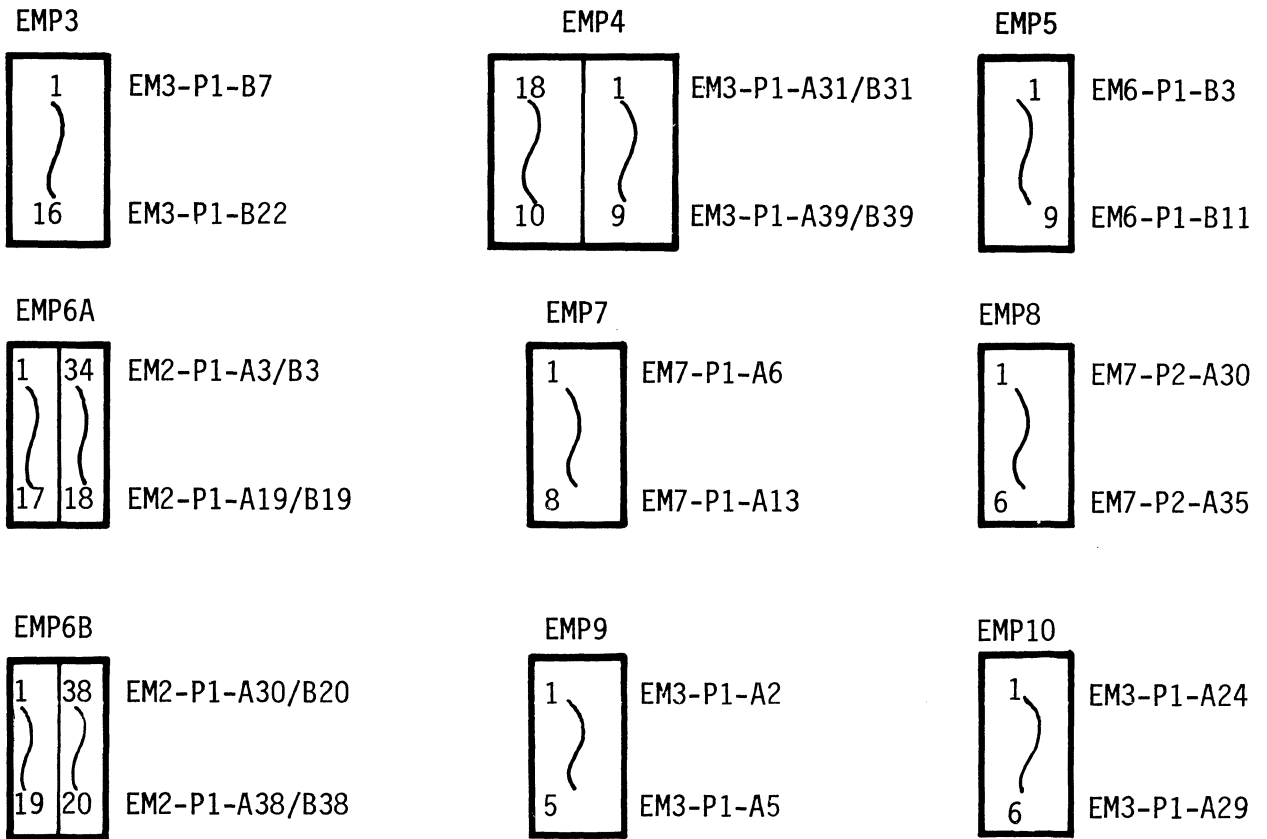 EMP3
1 EM3-P1-B7
16 EM3-P1-B22
EMP4
18 1 EM3-P1-A31/B31
10 9 EM3-P1-A39/B39
EMP5
1 EM6-P1-B3
9 EM6-P1-B11
EMP6A
1 34 EM2-P1-A3/B3
17 18 EM2-P1-A19/B19
EMP7
1 EM7-P1-A6
8 EM7-P1-A13
EMP8
1 EM7-P2-A30
6 EM7-P2-A35
EMP6B
1 38 EM2-P1-A30/B20
19 20 EM2-P1-A38/B38
EMP9
1 EM3-P1-A2
5 EM3-P1-A5
EMP10
1 EM3-P1-A24
6 EM3-P1-A29